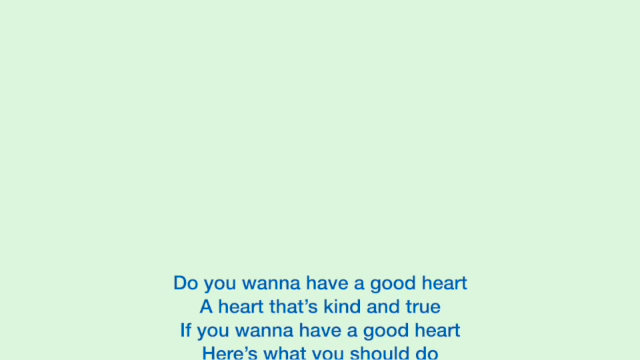 Do you wanna have a good heart
A heart that’s kind and true
If you wanna have a good heart
Here’s what you should do